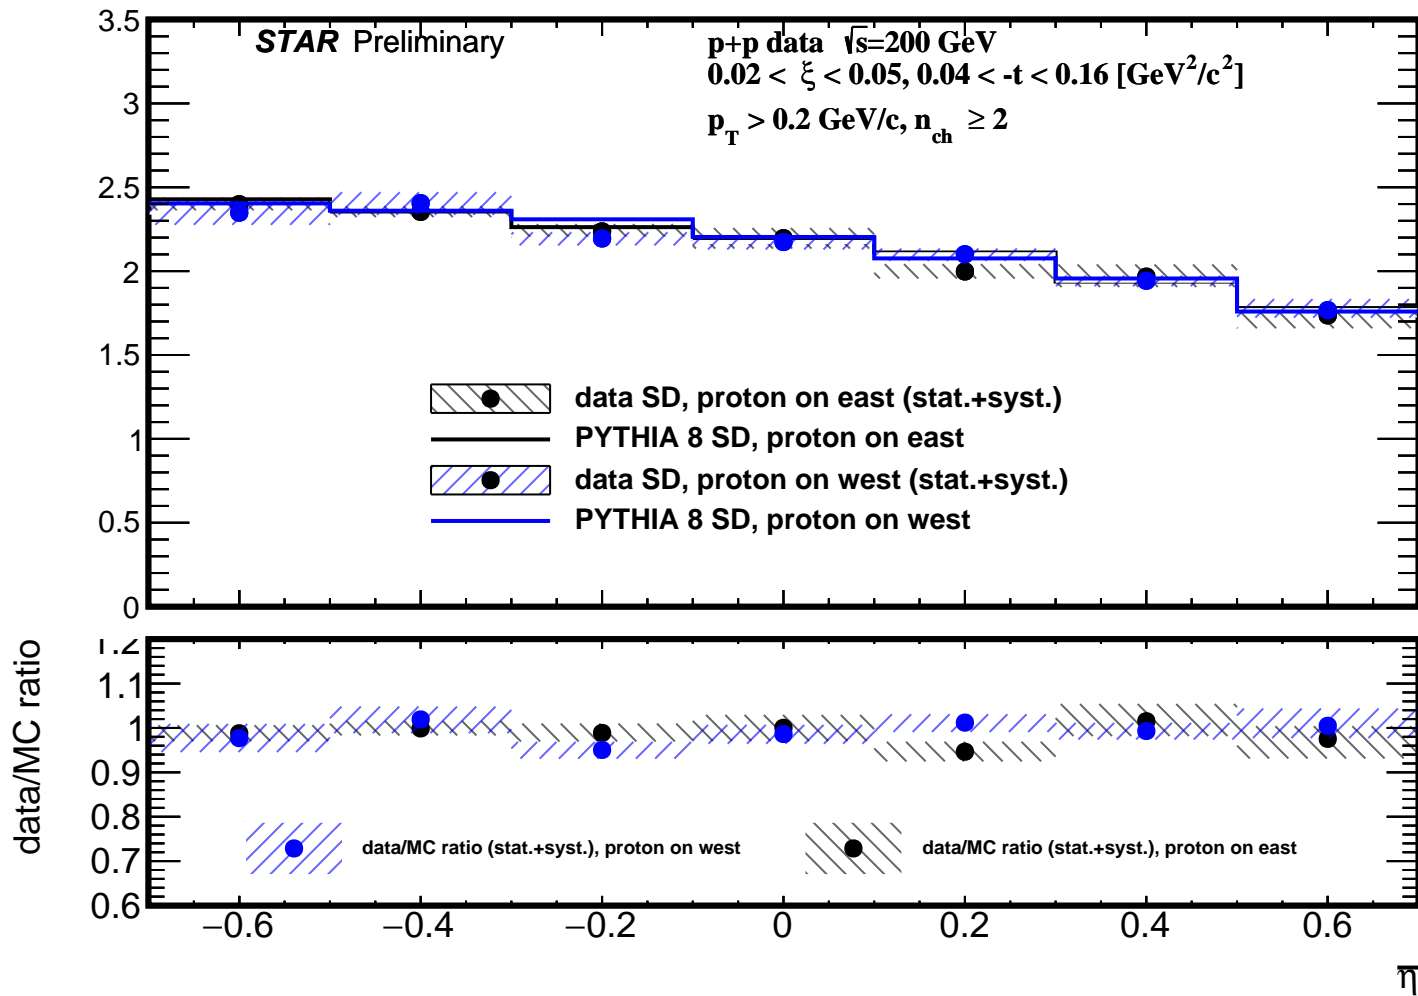 3.5
STAR Preliminary
p+p data √s=200 GeV
0.02 < ξ < 0.05, 0.04 < -t < 0.16 [GeV²/c²]
3
p_T > 0.2 GeV/c, n_ch ≥ 2
2.5
2
1.5
data SD, proton on east (stat.+syst.)
1
PYTHIA 8 SD, proton on east
data SD, proton on west (stat.+syst.)
0.5
PYTHIA 8 SD, proton on west
0
data/MC ratio
1.2
1.1
1
0.9
0.8
data/MC ratio (stat.+syst.), proton on west
data/MC ratio (stat.+syst.), proton on east
0.7
0.6
−0.6 −0.4 −0.2 0 0.2 0.4 0.6
η̅